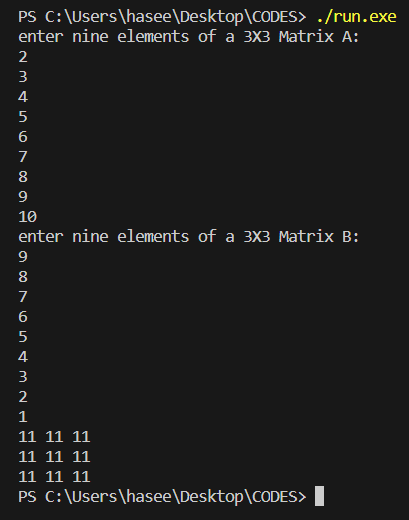 PS C:\Users\hasee\Desktop\CODES> ./run.exe
enter nine elements of a 3X3 Matrix A:
2
3
4
5
6
7
8
9
10
enter nine elements of a 3X3 Matrix B:
9
8
7
6
5
4
3
2
1
11 11 11
11 11 11
11 11 11
PS C:\Users\hasee\Desktop\CODES>